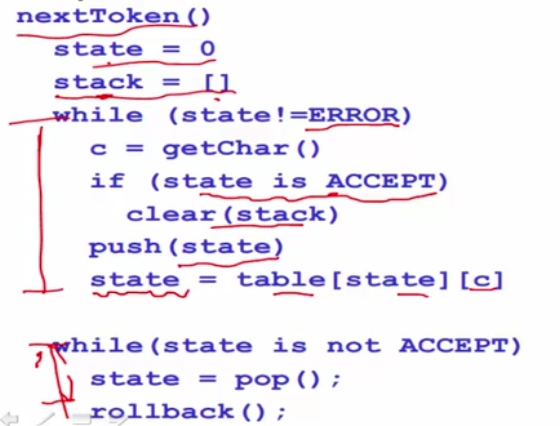 nextToken()
state = 0
stack = []
while (state!=ERROR)
c = getChar()
if (state is ACCEPT)
clear(stack)
push(state)
state = table[state][c]
while(state is not ACCEPT)
state = pop();
rollback();